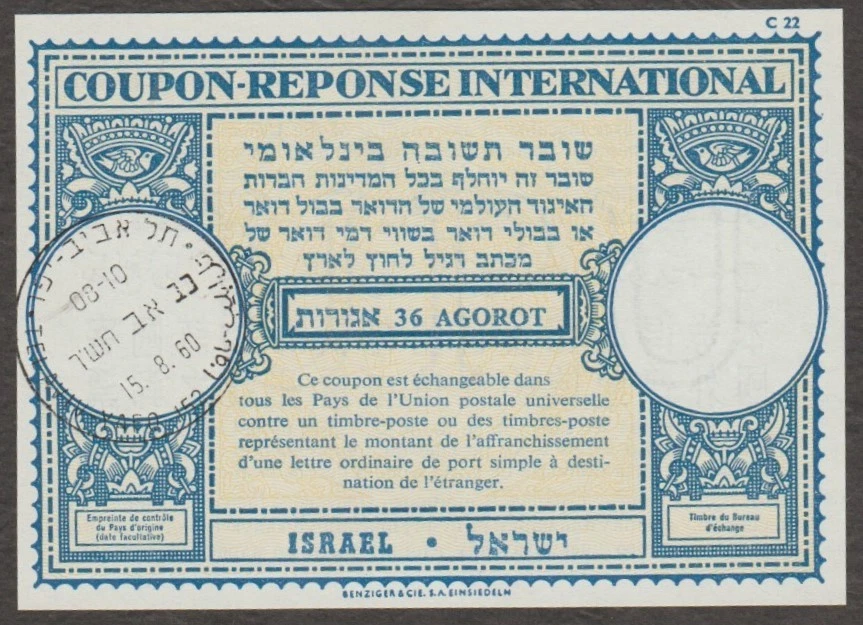 C 22
COUPON-REPONSE INTERNATIONAL
שובר תשובה בינלאומי
שובר זה יוחלף בכל המדינות חברות
האיגוד העולמי של הדואר בבול דואר
או בבולי דואר בשווי דמי דואר של
מכתב רגיל לחוץ לארץ
36 אגורות AGOROT
Ce coupon est échangeable dans
tous les Pays de l'Union postale universelle
contre un timbre-poste ou des timbres-poste
représentant le montant de l'affranchissement
d'une lettre ordinaire de port simple à desti-
nation de l'étranger.
תל אביב-יפו
08-10
כב אב תשך
15. 8. 60
YAFO
Empreinte de contrôle
du Pays d'origine
(date facultative)
Timbre du Bureau
d'échange
ISRAEL • ישראל
BENZIGER & CIE. S.A. EINSIEDELN